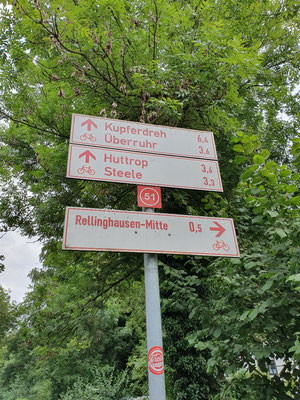 Kupferdreh 6,4
Überruhr 3,6
Huttrop 3,6
Steele 3,3
51
Rellinghausen-Mitte 0,5